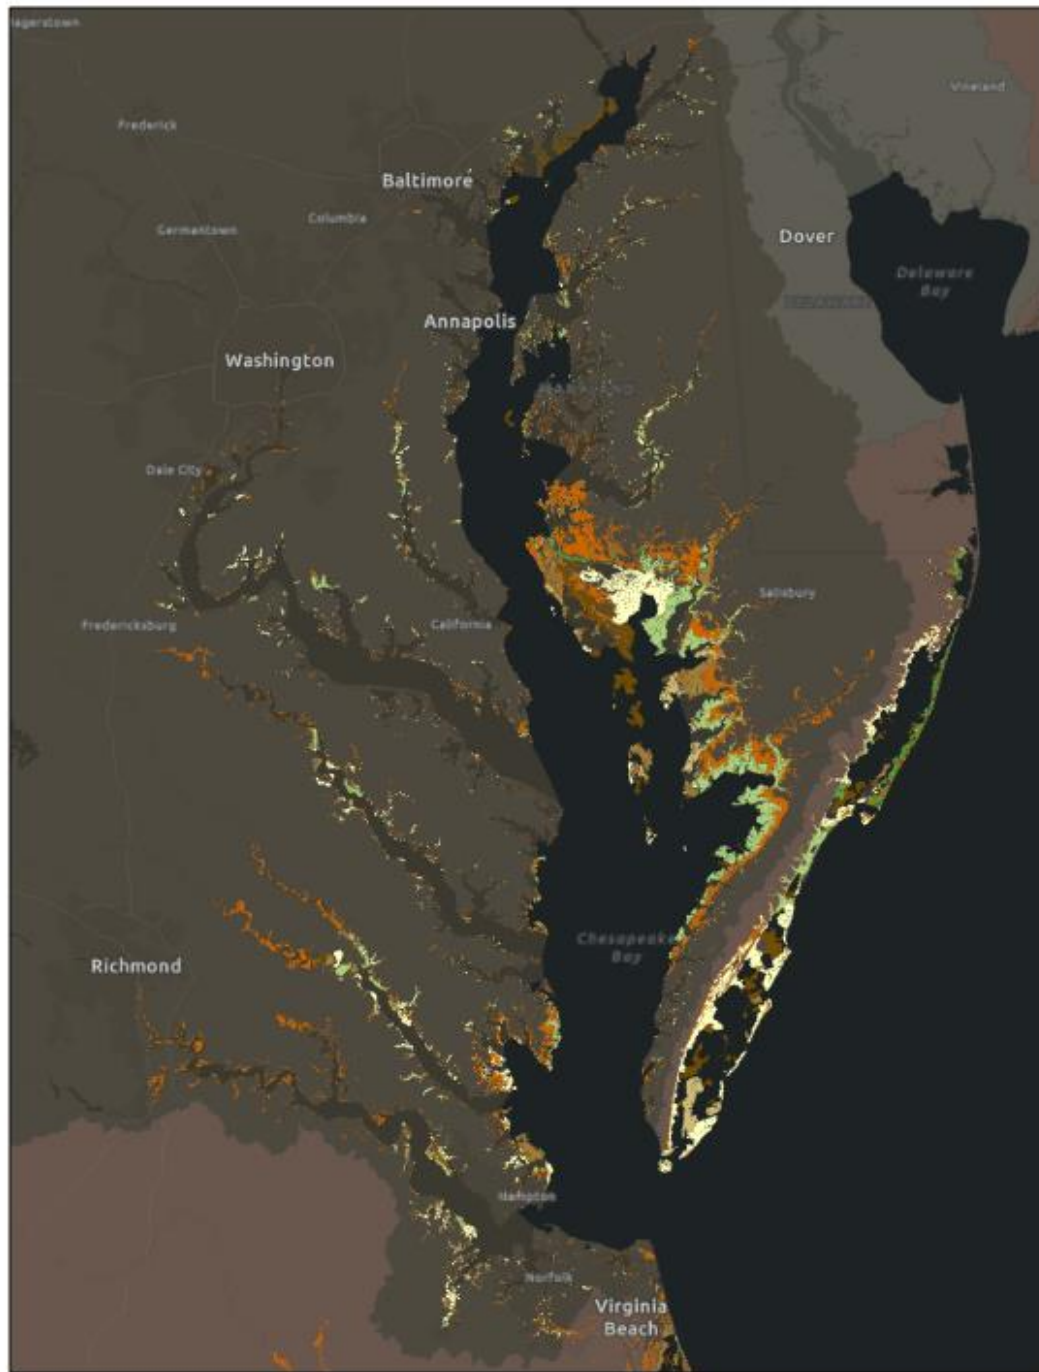 Vineland
Frederick
Baltimore
Columbia
Germantown
Dover
Delaware
Bay
DELAWARE
Annapolis
Washington
Dale City
Salisbury
Fredericksburg
California
Chesapeake
Bay
Richmond
Hampton
Norfolk
Virginia
Beach